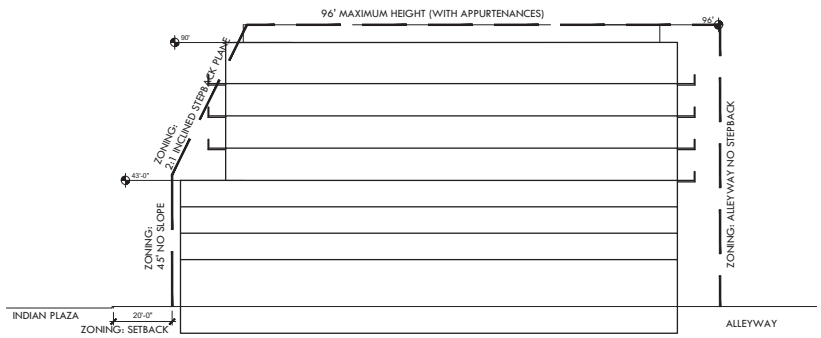 96' MAXIMUM HEIGHT (WITH APPURTENANCES)
96'
90'
ZONING:
2:1 INCLINED STEPBACK PLANE
43'-0"
ZONING:
45' NO SLOPE
ZONING: ALLEYWAY NO STEPBACK
INDIAN PLAZA
20'-0"
ZONING: SETBACK
ALLEYWAY